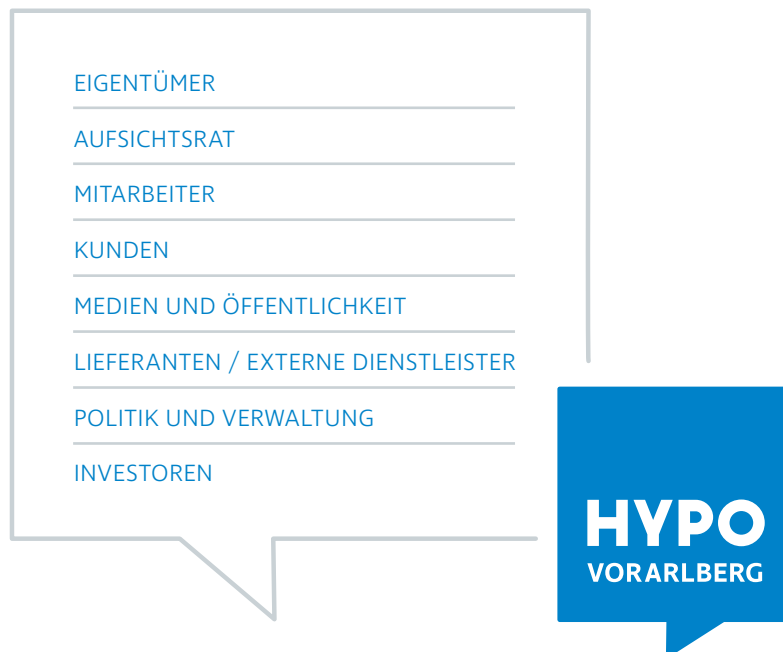 EIGENTÜMER
AUFSICHTSRAT
MITARBEITER
KUNDEN
MEDIEN UND ÖFFENTLICHKEIT
LIEFERANTEN / EXTERNE DIENSTLEISTER
POLITIK UND VERWALTUNG
INVESTOREN
HYPO
VORARLBERG